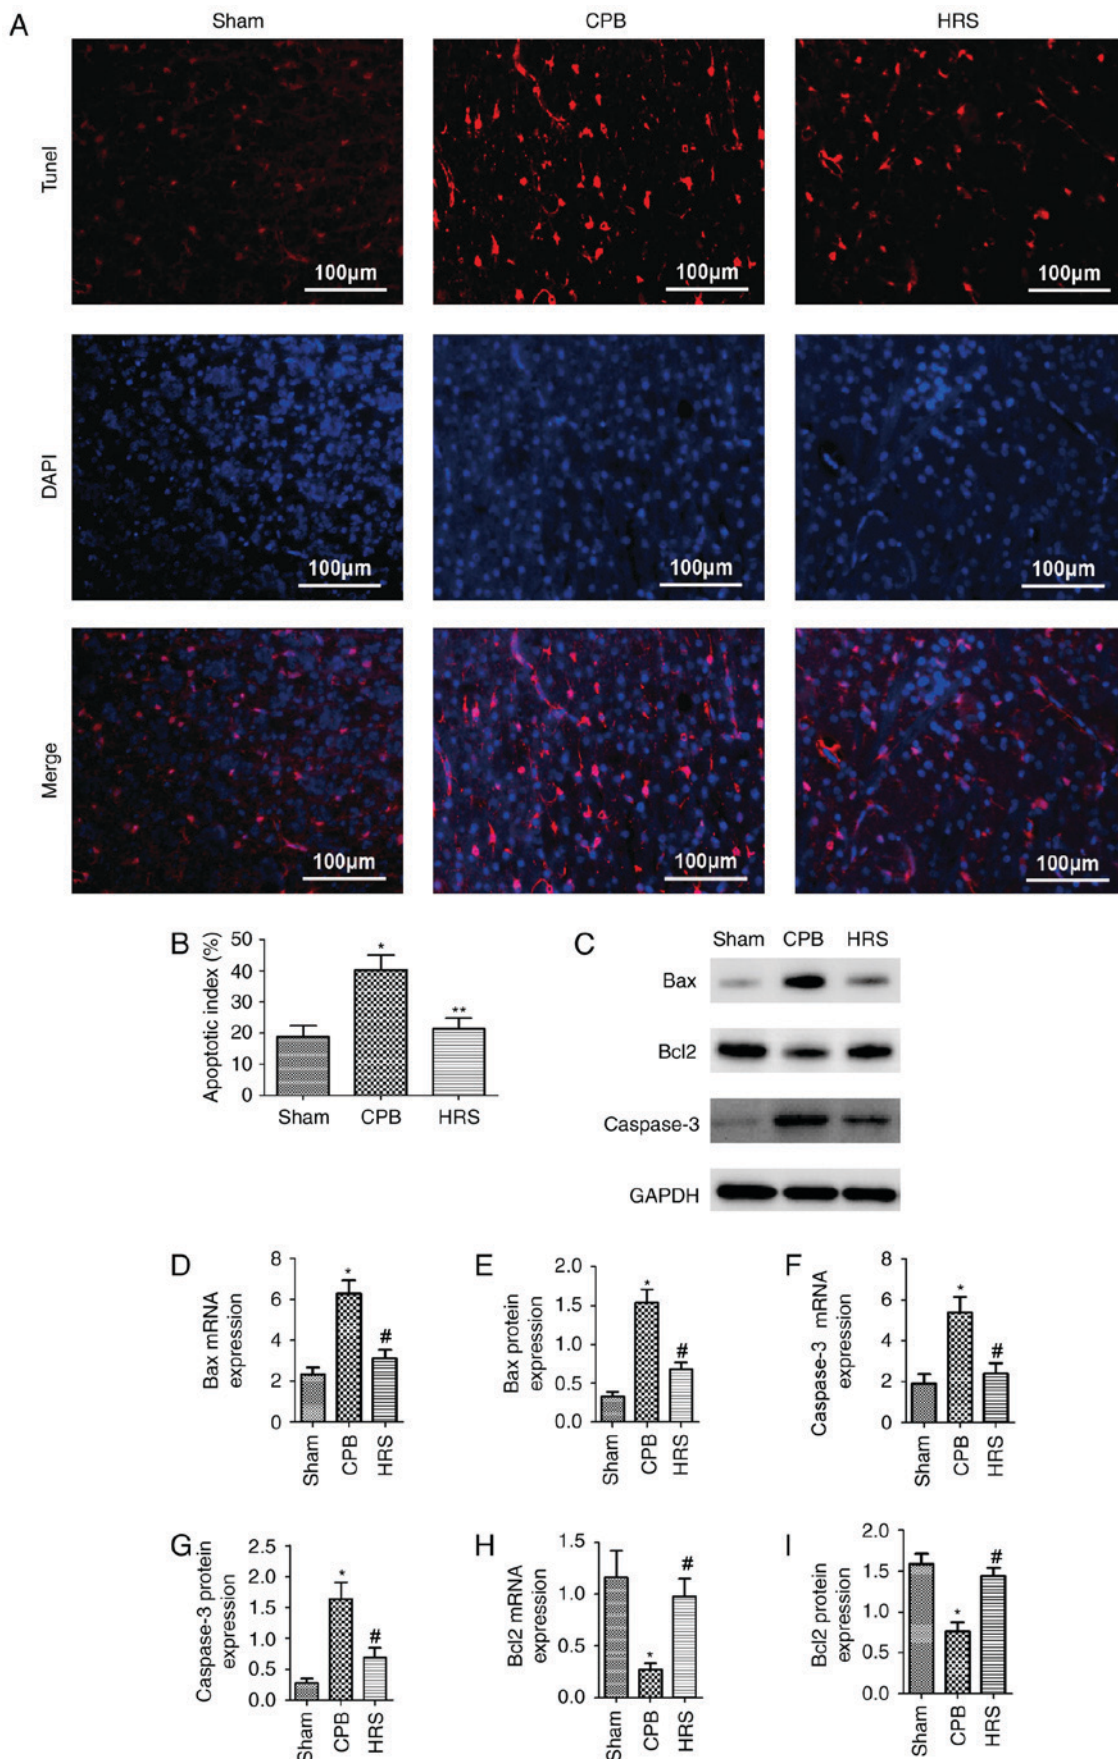 A
Sham CPB HRS
Tunel
100µm 100µm 100µm
DAPI
100µm 100µm 100µm
Merge
100µm 100µm 100µm
B
Apoptotic index (%)
50
40
30
20
10
0
*
**
Sham CPB HRS
C
Sham CPB HRS
Bax
Bcl2
Caspase-3
GAPDH
D
Bax mRNA
expression
8
6
4
2
0
*
#
Sham
CPB
HRS
E
Bax protein
expression
2.0
1.5
1.0
0.5
0.0
*
#
Sham
CPB
HRS
F
Caspase-3 mRNA
expression
8
6
4
2
0
*
#
Sham
CPB
HRS
G
Caspase-3 protein
expression
2.5
2.0
1.5
1.0
0.5
0.0
*
#
Sham
CPB
HRS
H
Bcl2 mRNA
expression
1.5
1.0
0.5
0.0
*
#
Sham
CPB
HRS
I
Bcl2 protein
expression
2.0
1.5
1.0
0.5
0.0
*
#
Sham
CPB
HRS